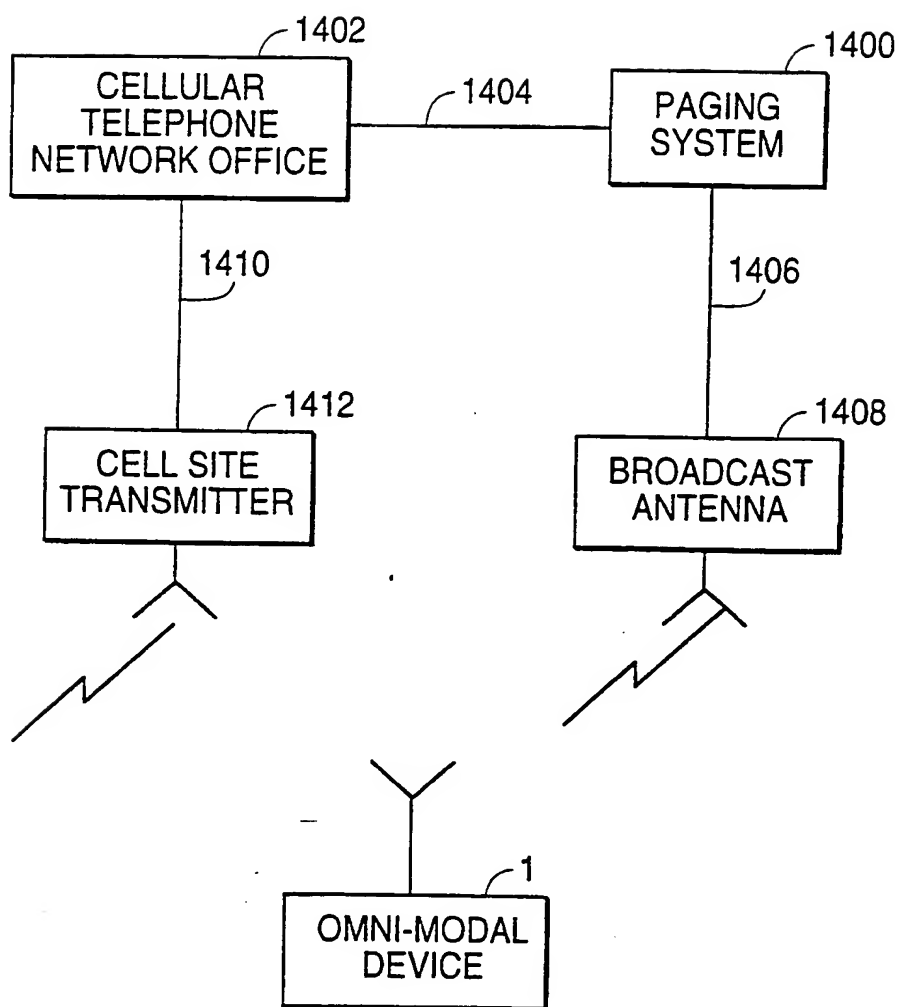 1402
CELLULAR
TELEPHONE
NETWORK OFFICE
1404
1400
PAGING
SYSTEM
1410
1406
1412
CELL SITE
TRANSMITTER
1408
BROADCAST
ANTENNA
1
OMNI-MODAL
DEVICE